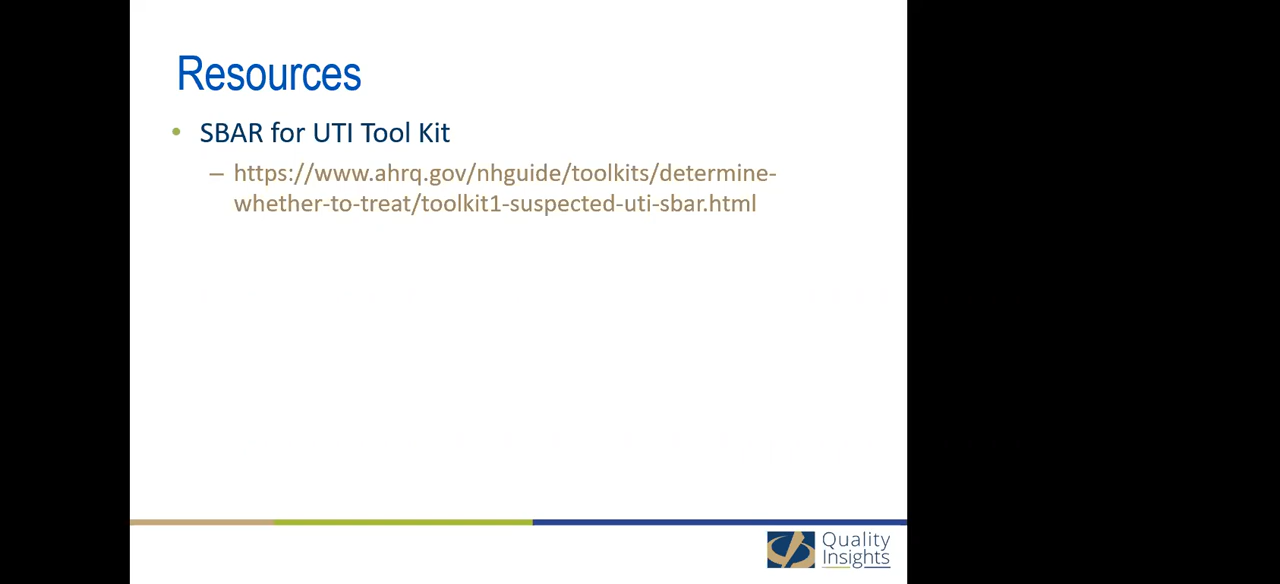 Resources
• SBAR for UTI Tool Kit
– https://www.ahrq.gov/nhguide/toolkits/determine-
whether-to-treat/toolkit1-suspected-uti-sbar.html
Quality
Insights